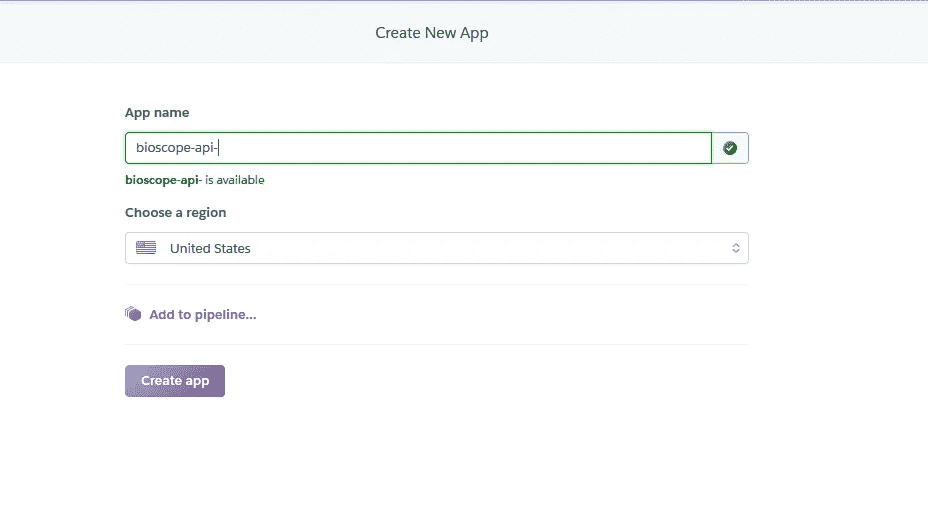 Create New App
App name
bioscope-api-
bioscope-api- is available
Choose a region
United States
Add to pipeline...
Create app